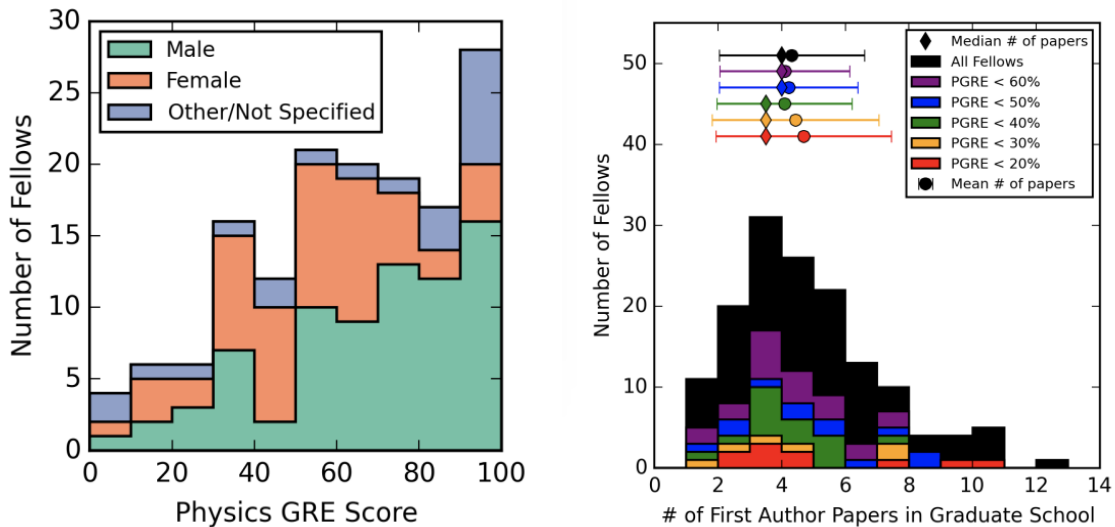 30
25
20
15
10
5
0
Number of Fellows
Male
Female
Other/Not Specified
0 20 40 60 80 100
Physics GRE Score
50
40
30
20
10
0
Number of Fellows
Median # of papers
All Fellows
PGRE < 60%
PGRE < 50%
PGRE < 40%
PGRE < 30%
PGRE < 20%
Mean # of papers
0 2 4 6 8 10 12 14
# of First Author Papers in Graduate School